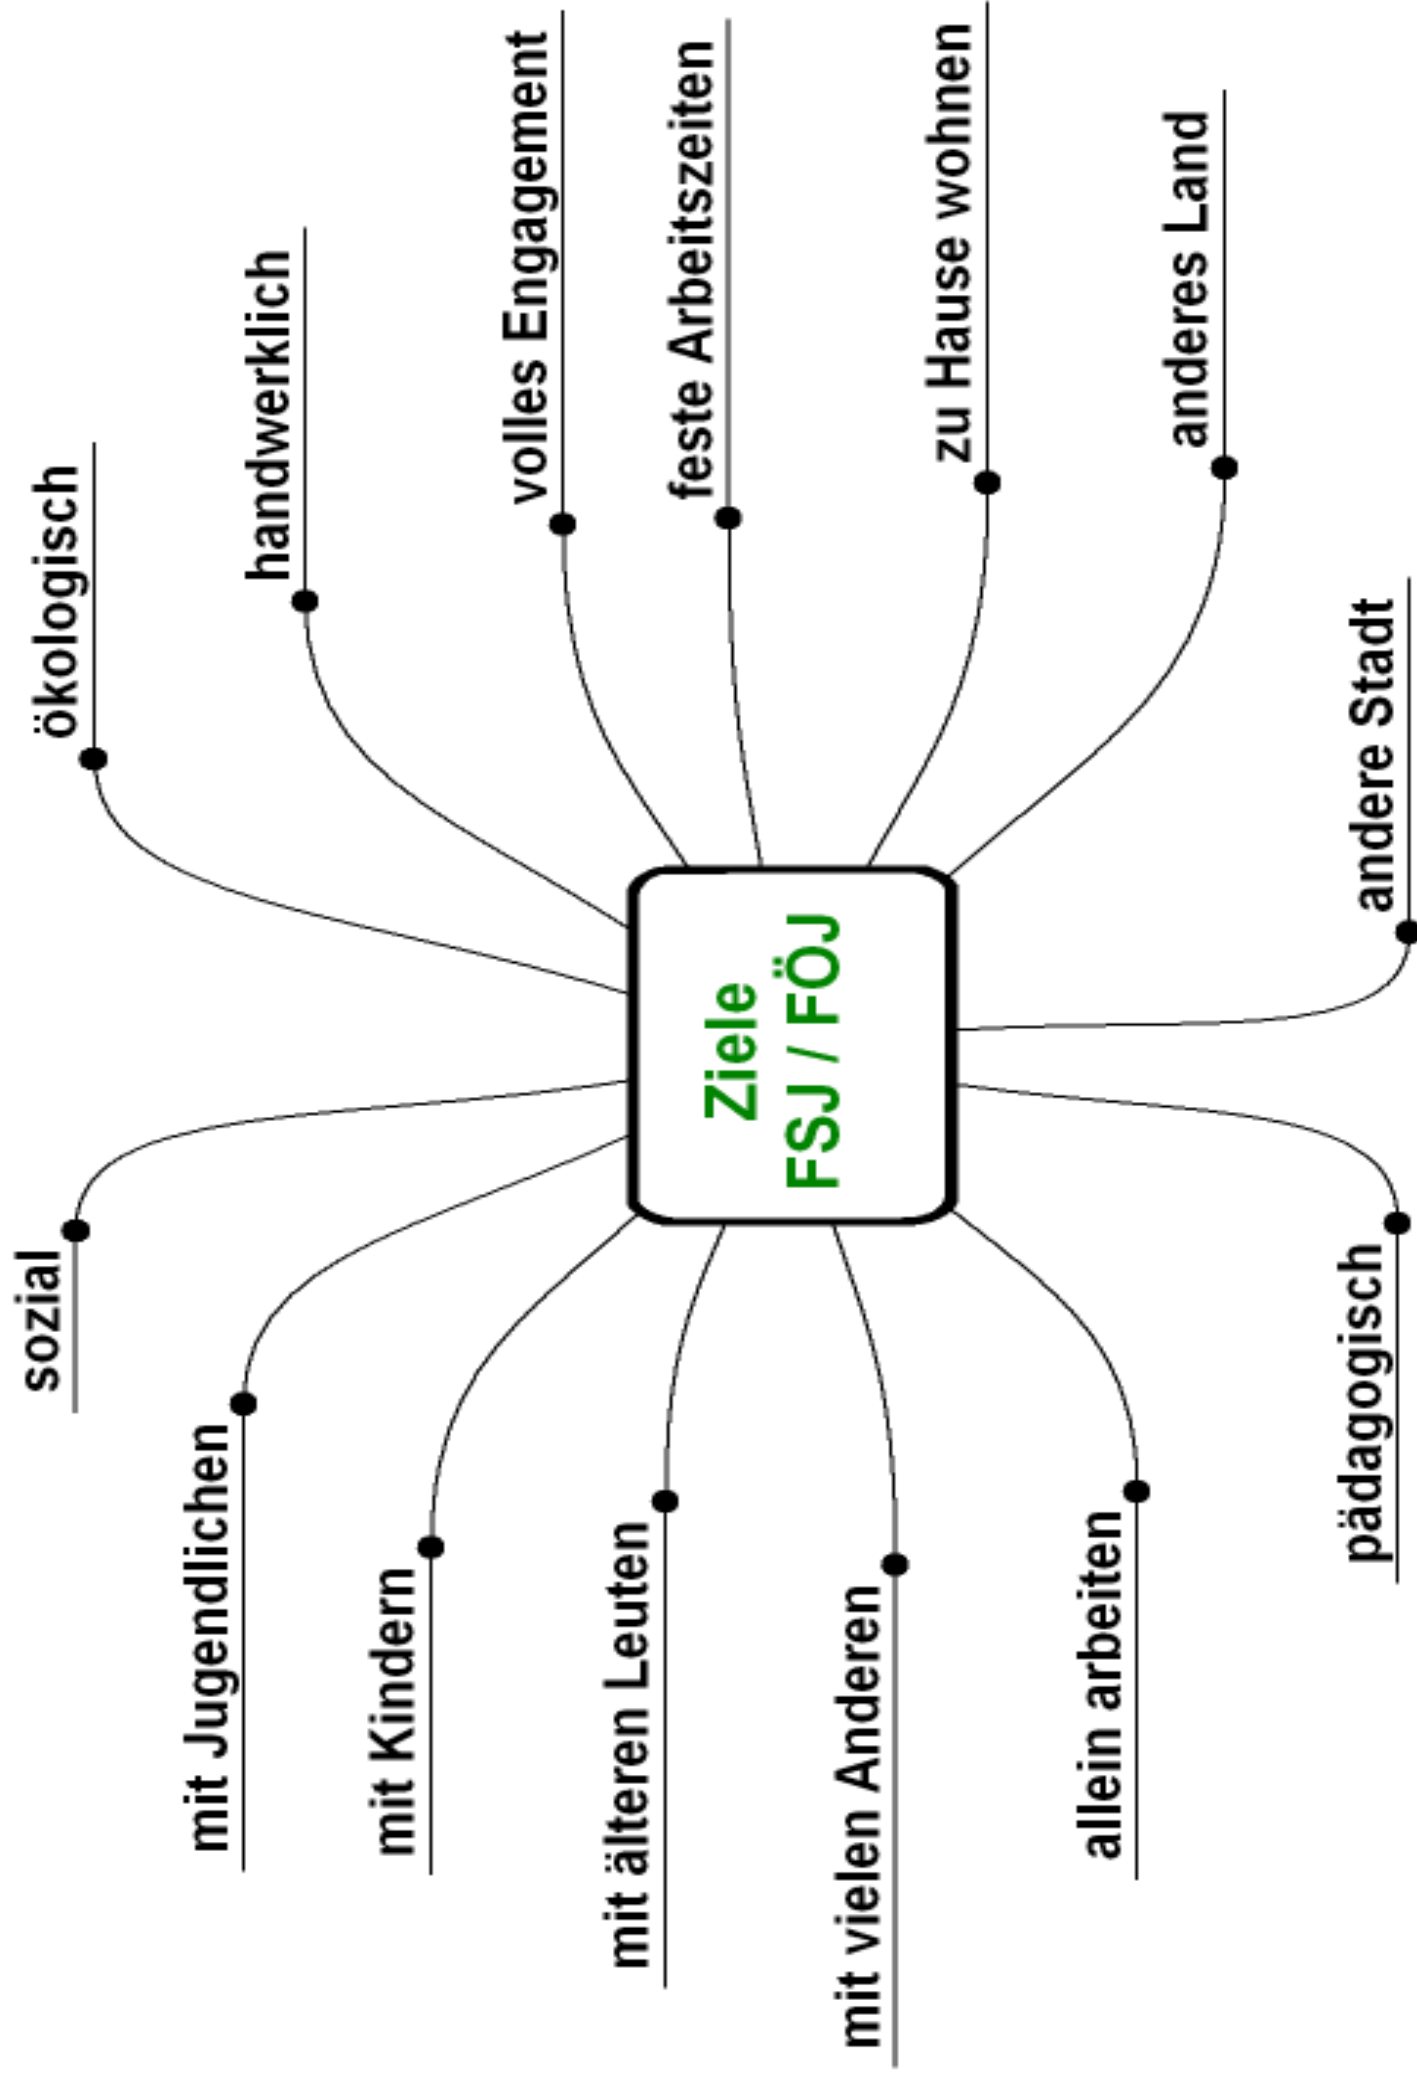 Ziele
FSJ / FÖJ
sozial
mit Jugendlichen
mit Kindern
mit älteren Leuten
mit vielen Anderen
allein arbeiten
pädagogisch
ökologisch
handwerklich
volles Engagement
feste Arbeitszeiten
zu Hause wohnen
anderes Land
andere Stadt